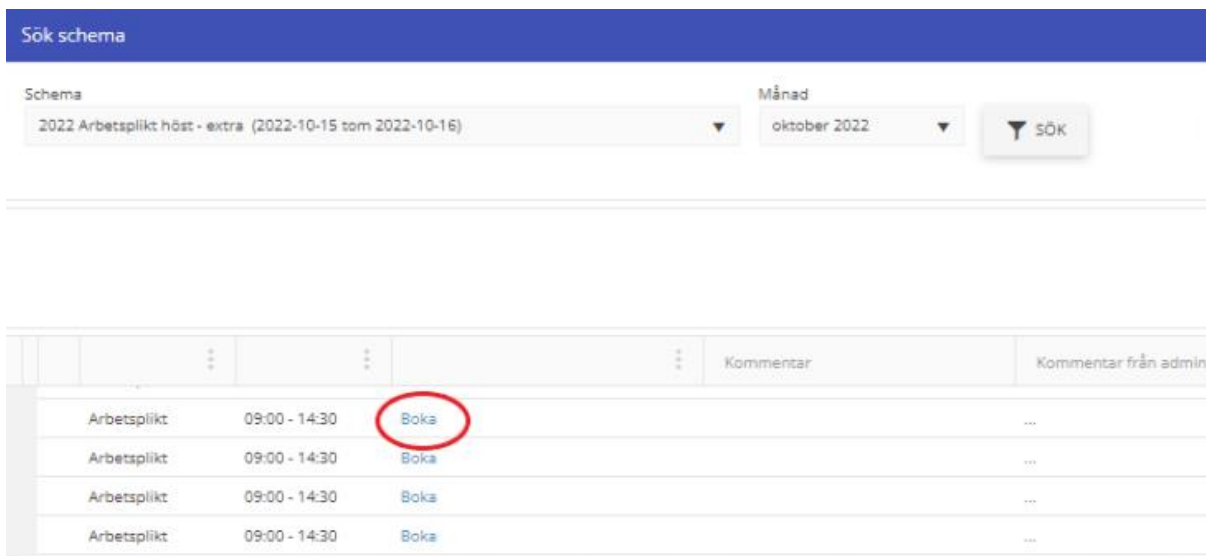 Sök schema
Schema
Månad
2022 Arbetsplikt höst - extra (2022-10-15 tom 2022-10-16)
oktober 2022
SÖK
Kommentar
Kommentar från admin
Arbetsplikt 09:00 - 14:30 Boka ...
Arbetsplikt 09:00 - 14:30 Boka ...
Arbetsplikt 09:00 - 14:30 Boka ...
Arbetsplikt 09:00 - 14:30 Boka ...